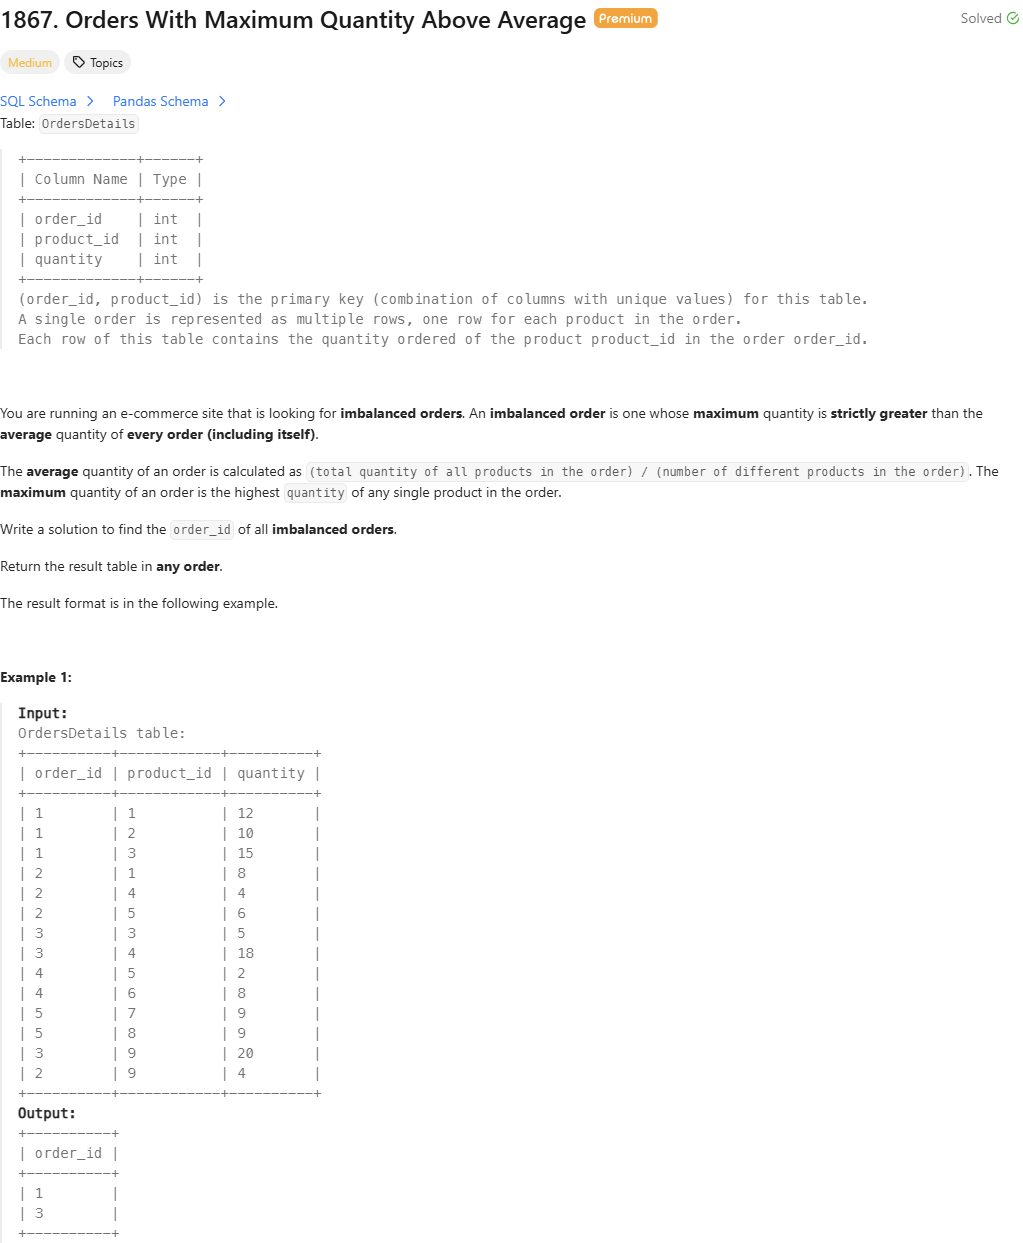 1867. Orders With Maximum Quantity Above Average Premium Solved
Medium Topics
SQL Schema > Pandas Schema >
Table: OrdersDetails
+-------------+------+
| Column Name | Type |
+-------------+------+
| order_id    | int  |
| product_id  | int  |
| quantity    | int  |
+-------------+------+
(order_id, product_id) is the primary key (combination of columns with unique values) for this table.
A single order is represented as multiple rows, one row for each product in the order.
Each row of this table contains the quantity ordered of the product product_id in the order order_id.
You are running an e-commerce site that is looking for imbalanced orders. An imbalanced order is one whose maximum quantity is strictly greater than the
average quantity of every order (including itself).
The average quantity of an order is calculated as (total quantity of all products in the order) / (number of different products in the order). The
maximum quantity of an order is the highest quantity of any single product in the order.
Write a solution to find the order_id of all imbalanced orders.
Return the result table in any order.
The result format is in the following example.
Example 1:
Input:
OrdersDetails table:
+----------+------------+----------+
| order_id | product_id | quantity |
+----------+------------+----------+
| 1        | 1          | 12       |
| 1        | 2          | 10       |
| 1        | 3          | 15       |
| 2        | 1          | 8        |
| 2        | 4          | 4        |
| 2        | 5          | 6        |
| 3        | 3          | 5        |
| 3        | 4          | 18       |
| 4        | 5          | 2        |
| 4        | 6          | 8        |
| 5        | 7          | 9        |
| 5        | 8          | 9        |
| 3        | 9          | 20       |
| 2        | 9          | 4        |
+----------+------------+----------+
Output:
+----------+
| order_id |
+----------+
| 1        |
| 3        |
+----------+